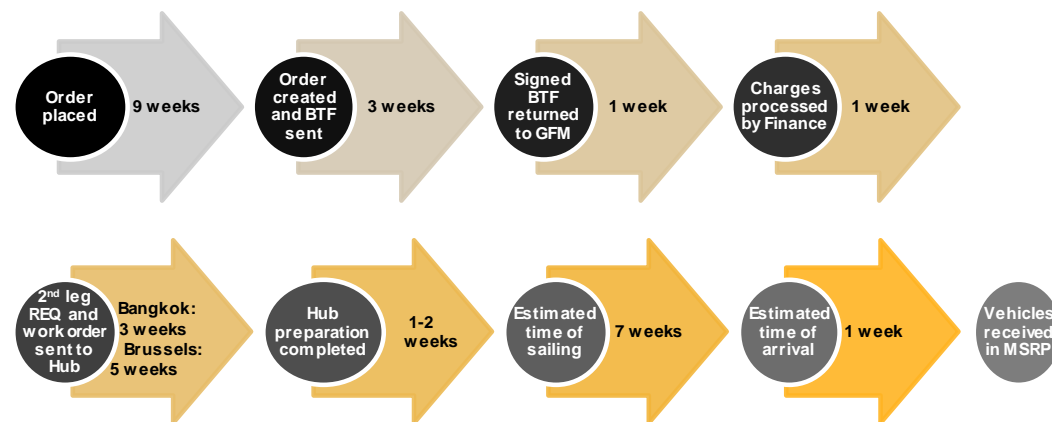 Order
placed
9 weeks
Order
created
and BTF
sent
3 weeks
Signed
BTF
returned
to GFM
1 week
Charges
processed
by Finance
1 week
2nd leg
REQ and
work order
sent to
Hub
Bangkok:
3 weeks
Brussels:
5 weeks
Hub
preparation
completed
1-2
weeks
Estimated
time of
sailing
7 weeks
Estimated
time of
arrival
1 week
Vehicles
received
in MSRP